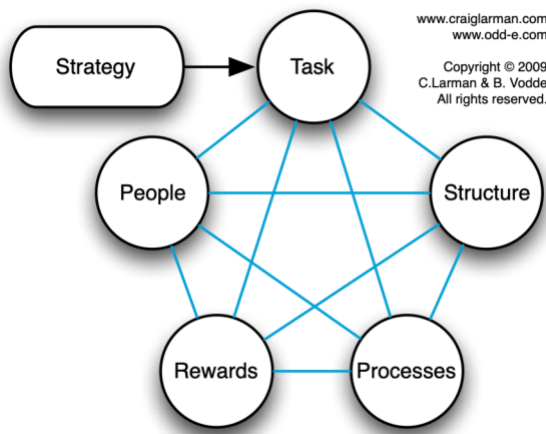 www.craiglarman.com
www.odd-e.com
Copyright © 2009
C.Larman & B. Vodde
All rights reserved.
Strategy
Task
People
Structure
Rewards
Processes